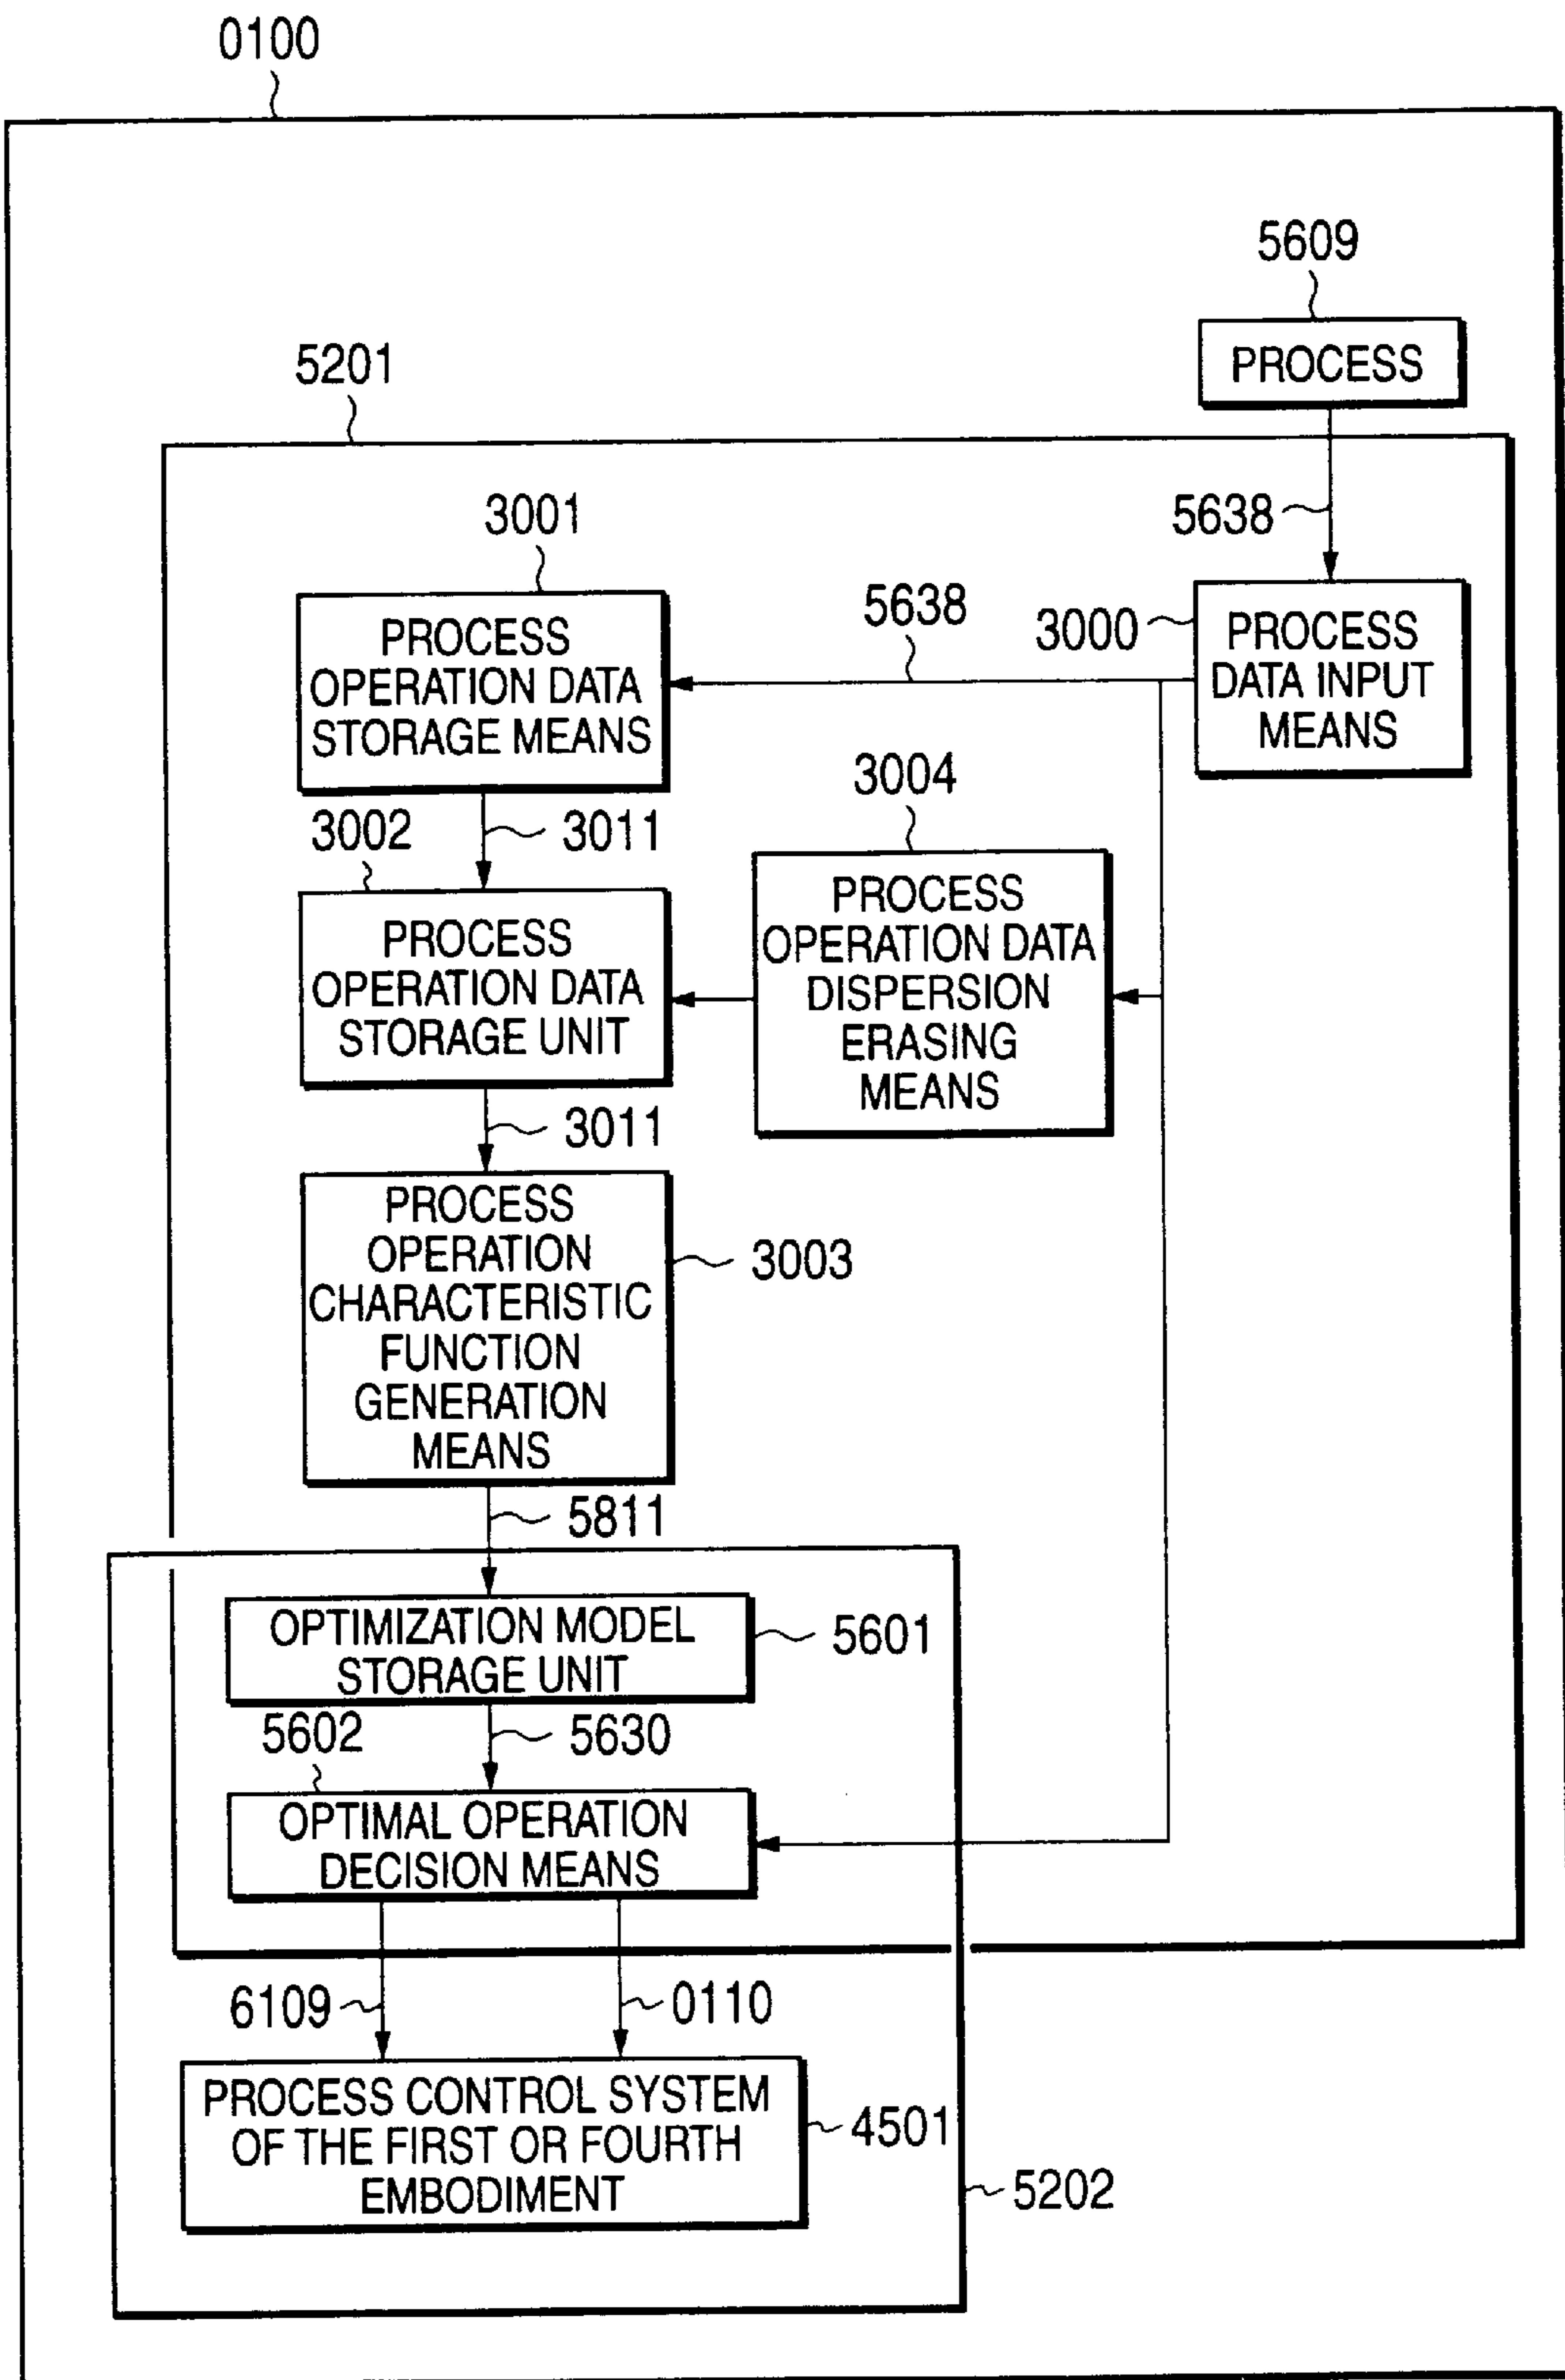 0100
5609
PROCESS
5201
5638
3001
PROCESS
OPERATION DATA
STORAGE MEANS
5638
3000
PROCESS
DATA INPUT
MEANS
3004
3002
3011
PROCESS
OPERATION DATA
DISPERSION
ERASING
MEANS
PROCESS
OPERATION DATA
STORAGE UNIT
3011
PROCESS
OPERATION
CHARACTERISTIC
FUNCTION
GENERATION
MEANS
3003
5811
OPTIMIZATION MODEL
STORAGE UNIT
5601
5602
5630
OPTIMAL OPERATION
DECISION MEANS
6109
0110
PROCESS CONTROL SYSTEM
OF THE FIRST OR FOURTH
EMBODIMENT
4501
5202